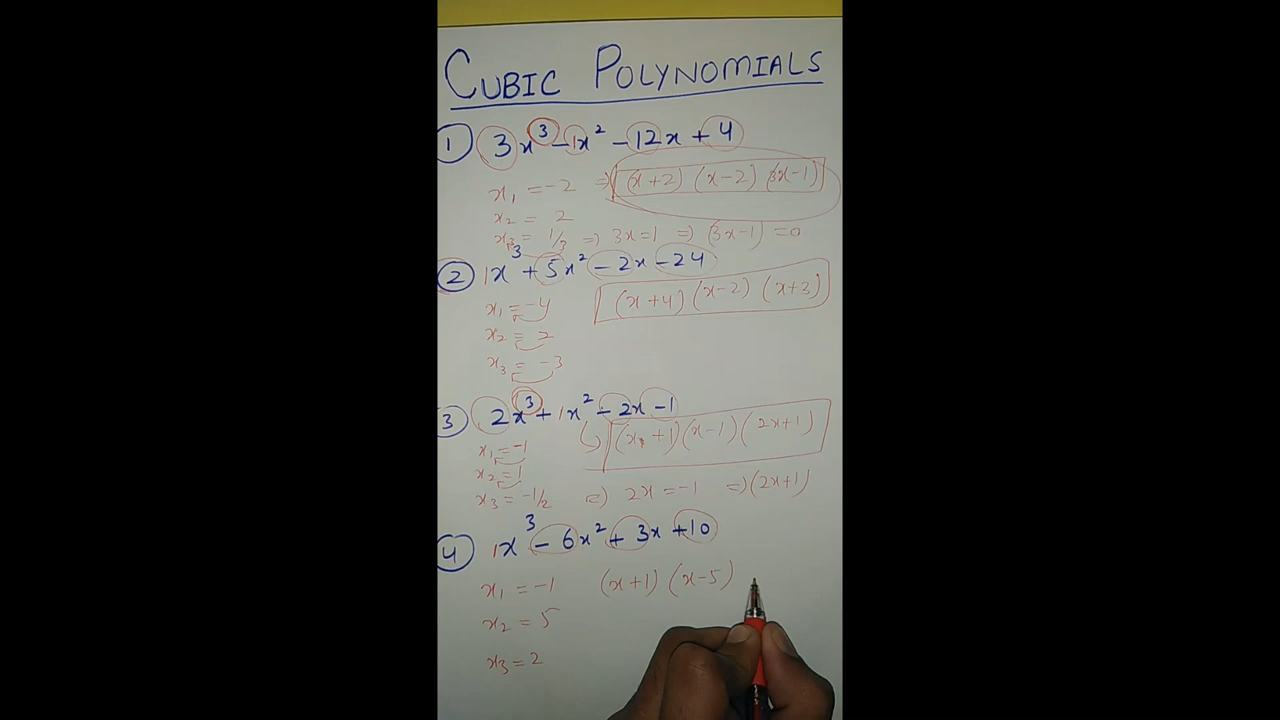 CUBIC POLYNOMIALS
① 3x³ - 1x² - 12x + 4
x₁ = -2 ⇒ (x+2) (x-2) (3x-1)
x₂ = 2
x₃ = 1/3 ⇒ 3x=1 ⇒ (3x-1) =0
② 1x³ + 5x² - 2x - 24
(x+4) (x-2) (x+3)
x₁ = -4
x₂ = 2
x₃ = -3
③ 2x³ + 1x² - 2x - 1
(x+1) (x-1) (2x+1)
x₁ = -1
x₂ = 1
x₃ = -1/2 ⇒ 2x = -1 ⇒ (2x+1)
④ 1x³ - 6x² + 3x + 10
x₁ = -1 (x+1) (x-5)
x₂ = 5
x₃ = 2